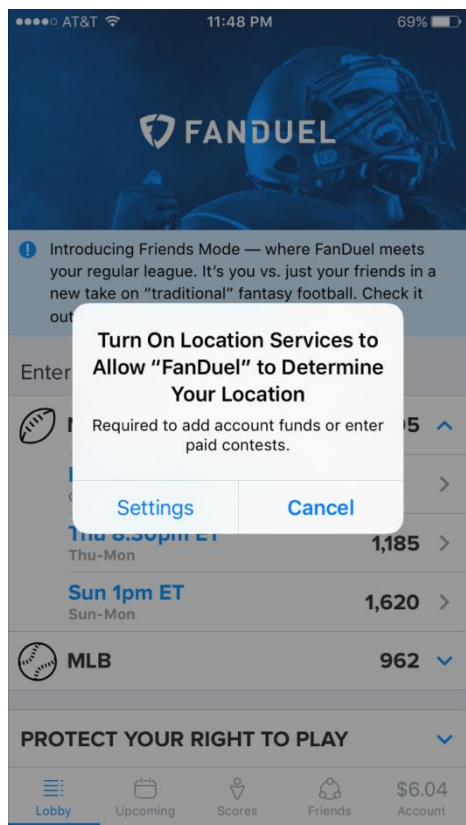 AT&T 11:48 PM 69%
FANDUEL
Introducing Friends Mode — where FanDuel meets
your regular league. It's you vs. just your friends in a
new take on "traditional" fantasy football. Check it
out
Turn On Location Services to
Allow "FanDuel" to Determine
Your Location
Required to add account funds or enter
paid contests.
Settings Cancel
Enter
5
Thu 8:30pm ET 1,185
Thu-Mon
Sun 1pm ET 1,620
Sun-Mon
MLB 962
PROTECT YOUR RIGHT TO PLAY
Lobby Upcoming Scores Friends $6.04 Account